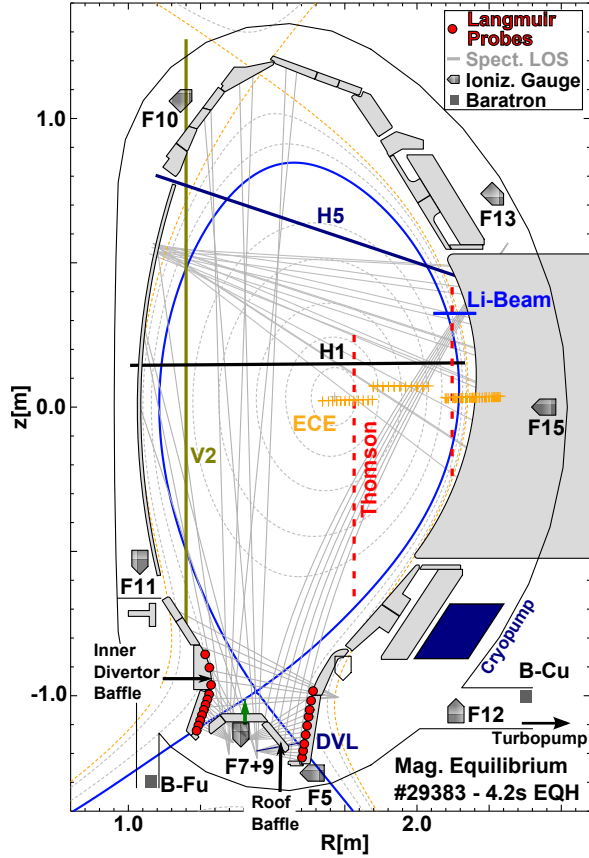 Langmuir
Probes
Spect. LOS
Ioniz. Gauge
Baratron
F10
1.0
F13
H5
Li-Beam
H1
z[m]
0.0
ECE
F15
V2
Thomson
F11
Inner
Divertor
Baffle
Cryopump
B-Cu
-1.0
F12
Turbopump
DVL
F7+9
B-Fu
Roof
Baffle
F5
Mag. Equilibrium
#29383 - 4.2s EQH
1.0
2.0
R[m]